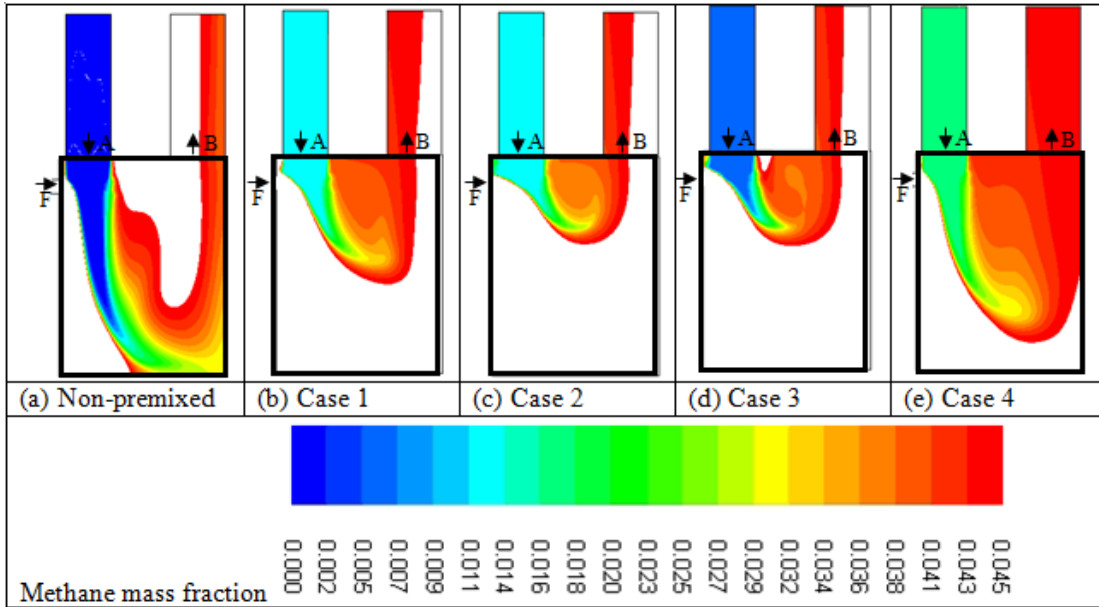 A B
F
A B
F
A B
F
A B
F
A B
F
(a) Non-premixed
(b) Case 1
(c) Case 2
(d) Case 3
(e) Case 4
0.000
0.002
0.005
0.007
0.009
0.011
0.014
0.016
0.018
0.020
0.023
0.025
0.027
0.029
0.032
0.034
0.036
0.038
0.041
0.043
0.045
Methane mass fraction